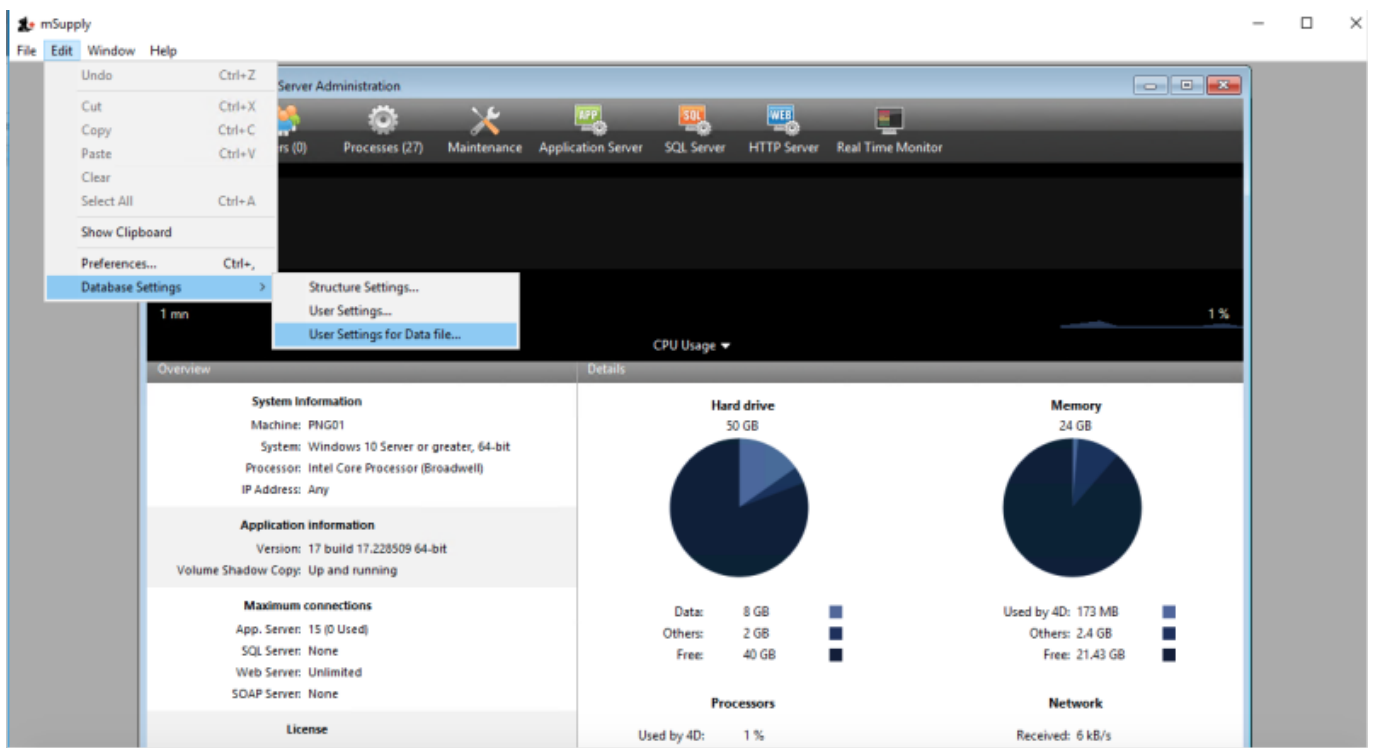 mSupply
File Edit Window Help
Undo Ctrl+Z
Cut Ctrl+X
Copy Ctrl+C
Paste Ctrl+V
Clear
Select All Ctrl+A
Show Clipboard
Preferences... Ctrl+,
Database Settings >
Structure Settings...
User Settings...
User Settings for Data file...
Server Administration
rs (0) Processes (27) Maintenance Application Server SQL Server HTTP Server Real Time Monitor
APP SQL WEB
1 mn 1 %
CPU Usage
Overview Details
System Information
Machine: PNG01
System: Windows 10 Server or greater, 64-bit
Processor: Intel Core Processor (Broadwell)
IP Address: Any
Application information
Version: 17 build 17.228509 64-bit
Volume Shadow Copy: Up and running
Maximum connections
App. Server: 15 (0 Used)
SQL Server: None
Web Server: Unlimited
SOAP Server: None
License
Hard drive
50 GB
Data: 8 GB
Others: 2 GB
Free: 40 GB
Processors
Used by 4D: 1 %
Memory
24 GB
Used by 4D: 173 MB
Others: 2.4 GB
Free: 21.43 GB
Network
Received: 6 kB/s